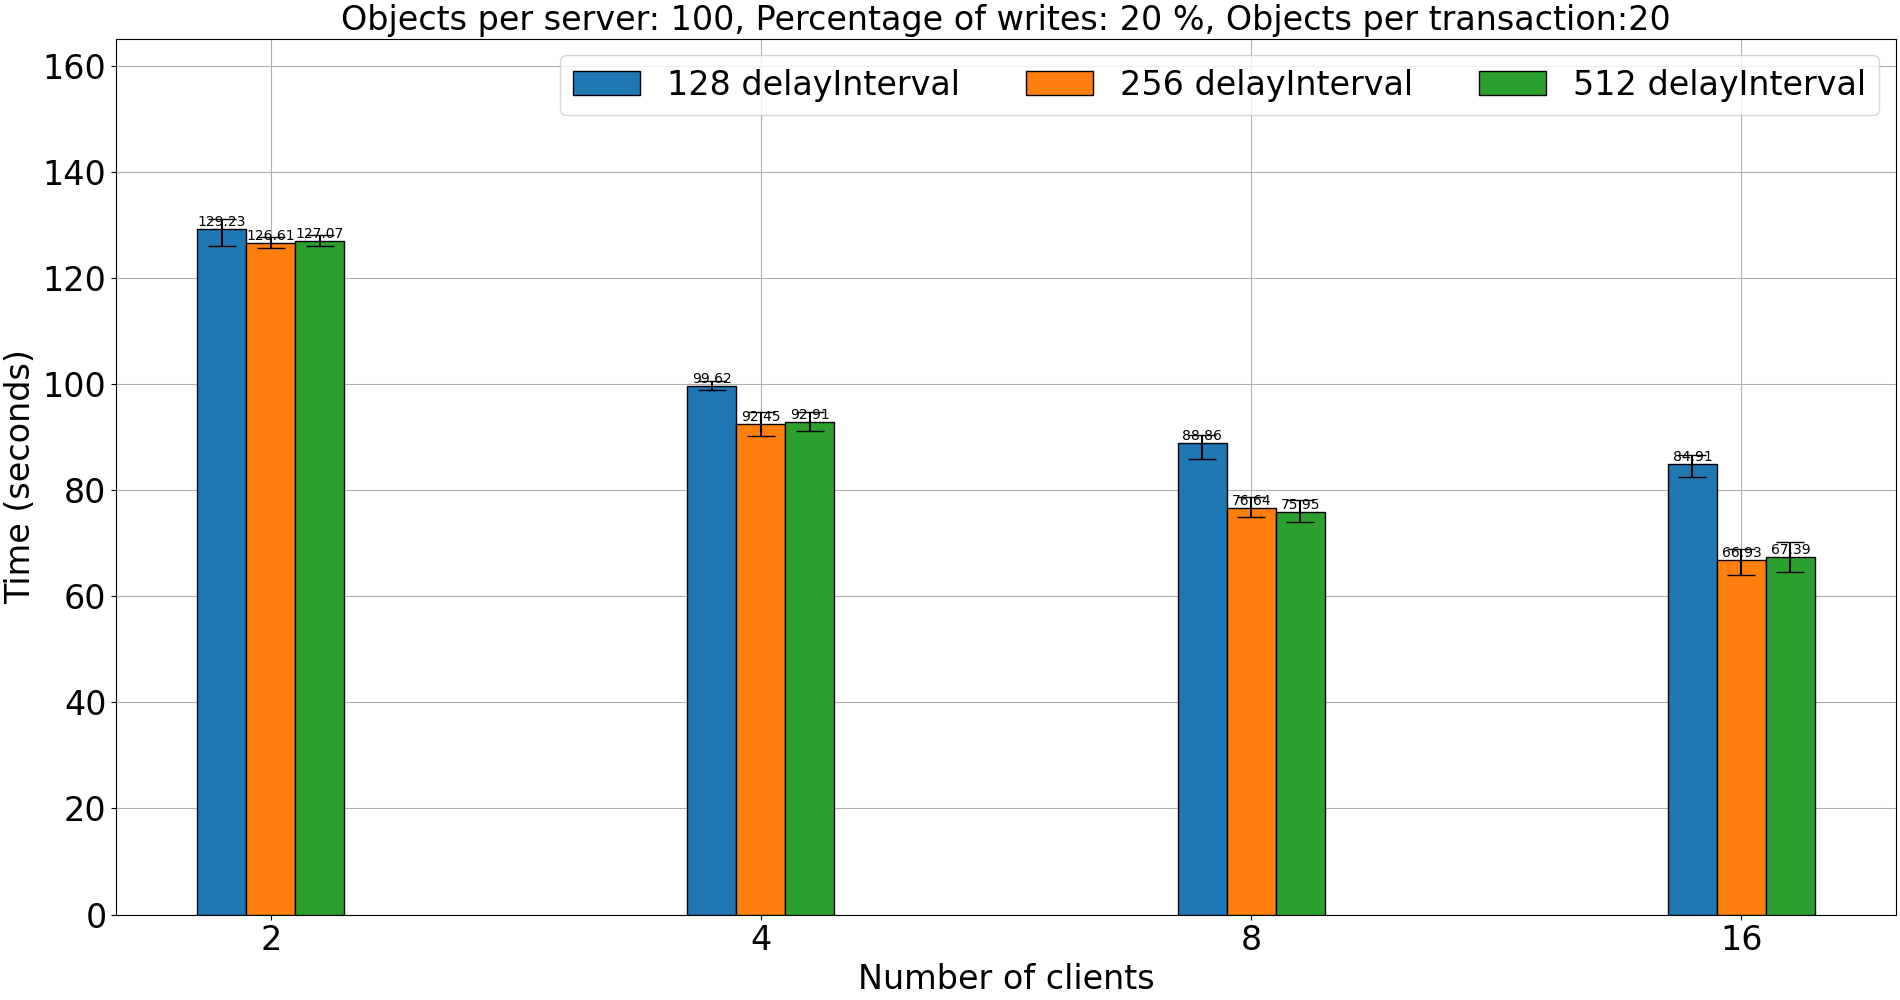 Objects per server: 100, Percentage of writes: 20 %, Objects per transaction:20
128 delayInterval 256 delayInterval 512 delayInterval
Time (seconds)
160
140
120
100
80
60
40
20
0
129.23 126.61 127.07
99.62 92.45 92.91
88.86 76.64 75.95
84.91 66.93 67.39
2 4 8 16
Number of clients